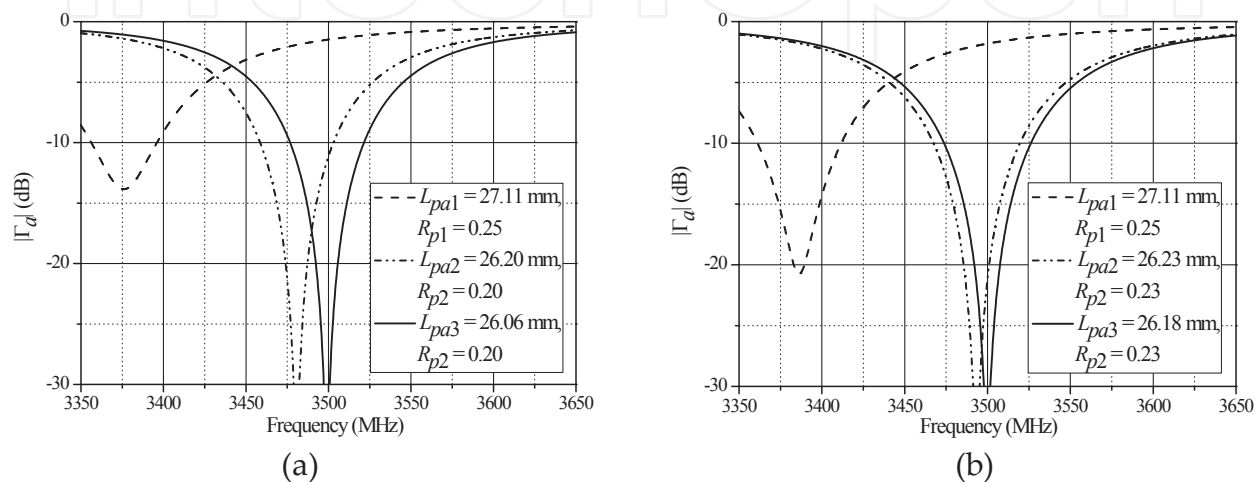 0
-10
-20
-30
|Γa| (dB)
Lpa1 = 27.11 mm,
Rp1 = 0.25
Lpa2 = 26.20 mm,
Rp2 = 0.20
Lpa3 = 26.06 mm,
Rp2 = 0.20
3350 3400 3450 3500 3550 3600 3650
Frequency (MHz)
(a)
0
-10
-20
-30
|Γa| (dB)
Lpa1 = 27.11 mm,
Rp1 = 0.25
Lpa2 = 26.23 mm,
Rp2 = 0.23
Lpa3 = 26.18 mm,
Rp2 = 0.23
3350 3400 3450 3500 3550 3600 3650
Frequency (MHz)
(b)